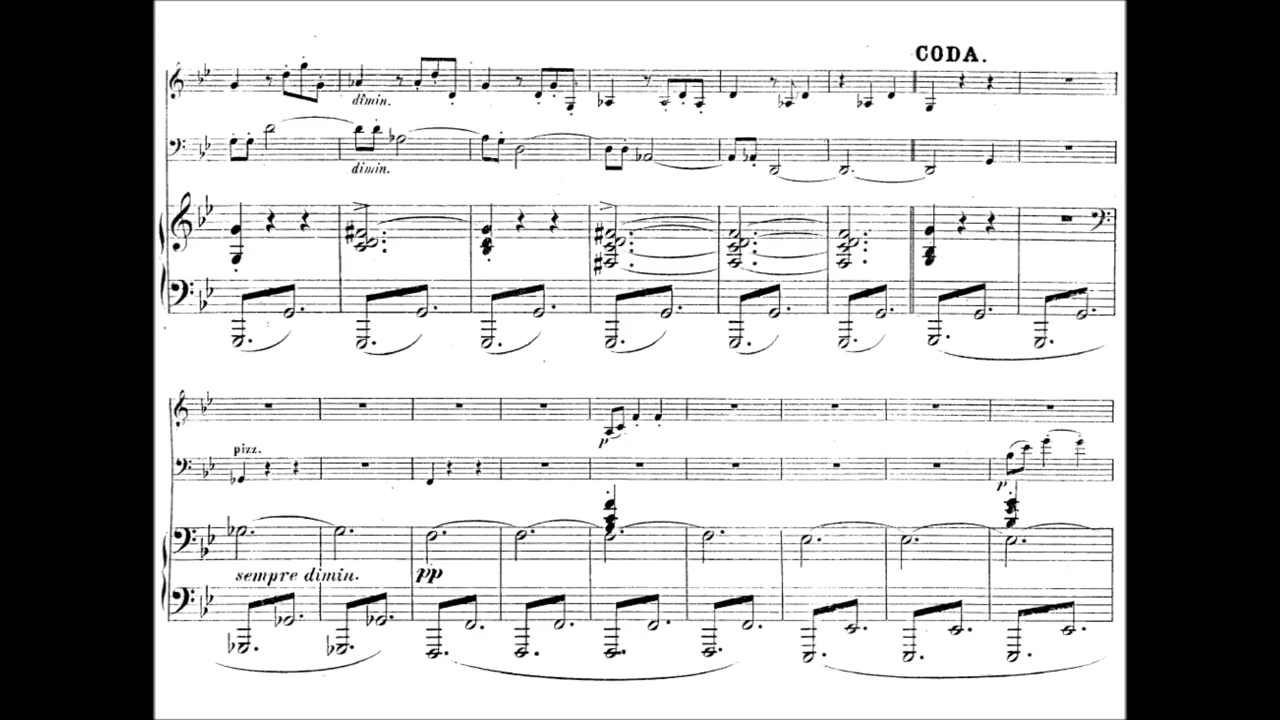 CODA.
dimin.
dimin.
pizz.
p
p
sempre dimin.
pp